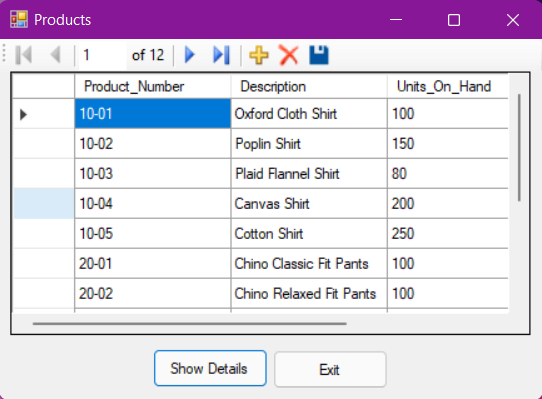 Products
1 of 12
Product_Number Description Units_On_Hand
10-01 Oxford Cloth Shirt 100
10-02 Poplin Shirt 150
10-03 Plaid Flannel Shirt 80
10-04 Canvas Shirt 200
10-05 Cotton Shirt 250
20-01 Chino Classic Fit Pants 100
20-02 Chino Relaxed Fit Pants 100
Show Details Exit